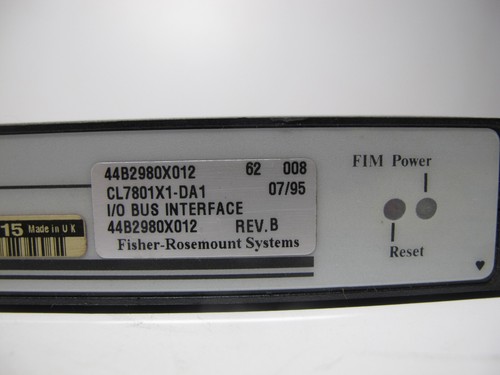 44B2980X012 62 008
CL7801X1-DA1 07/95
I/O BUS INTERFACE
44B2980X012 REV. B
Fisher-Rosemount Systems
15 Made in U K
FIM Power
Reset